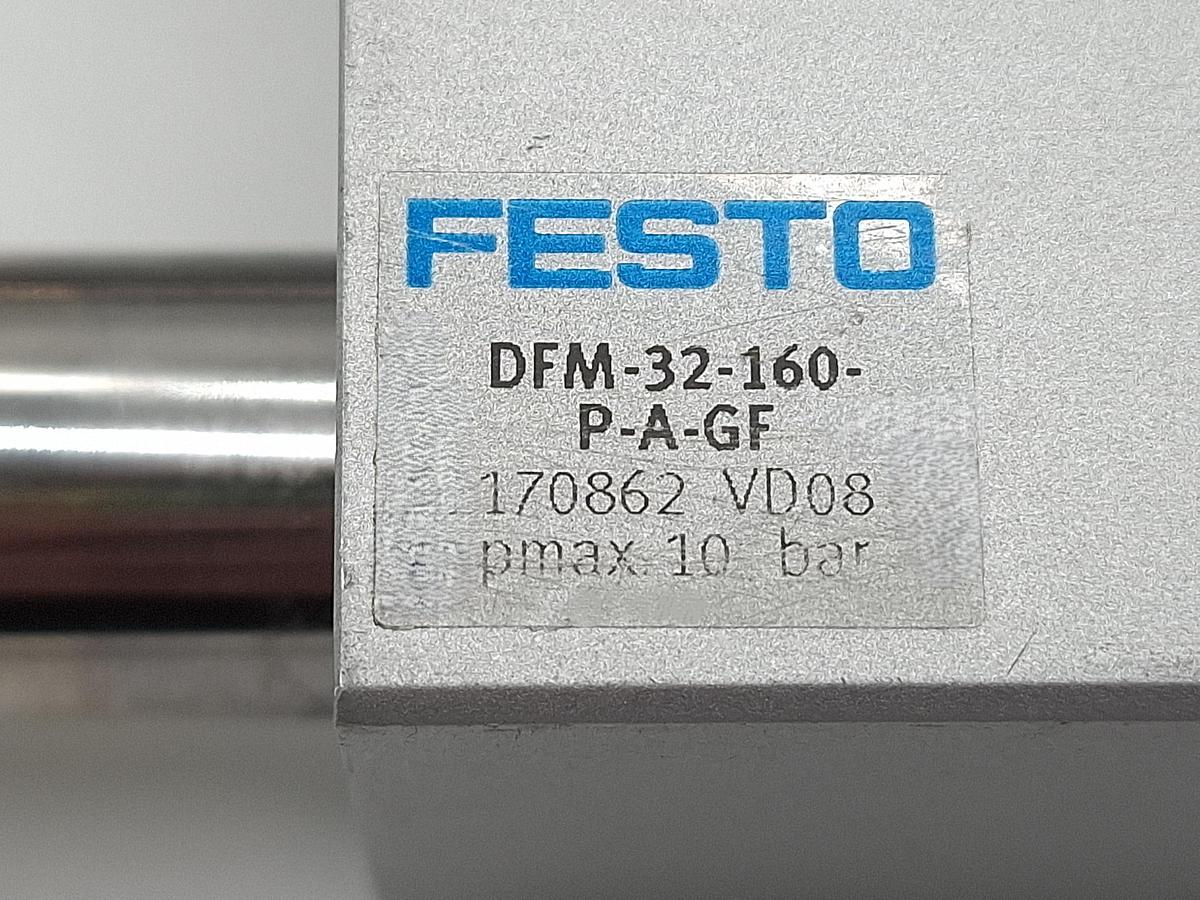 FESTO
DFM-32-160-
P-A-GF
170862 VD08
pmax. 10 bar